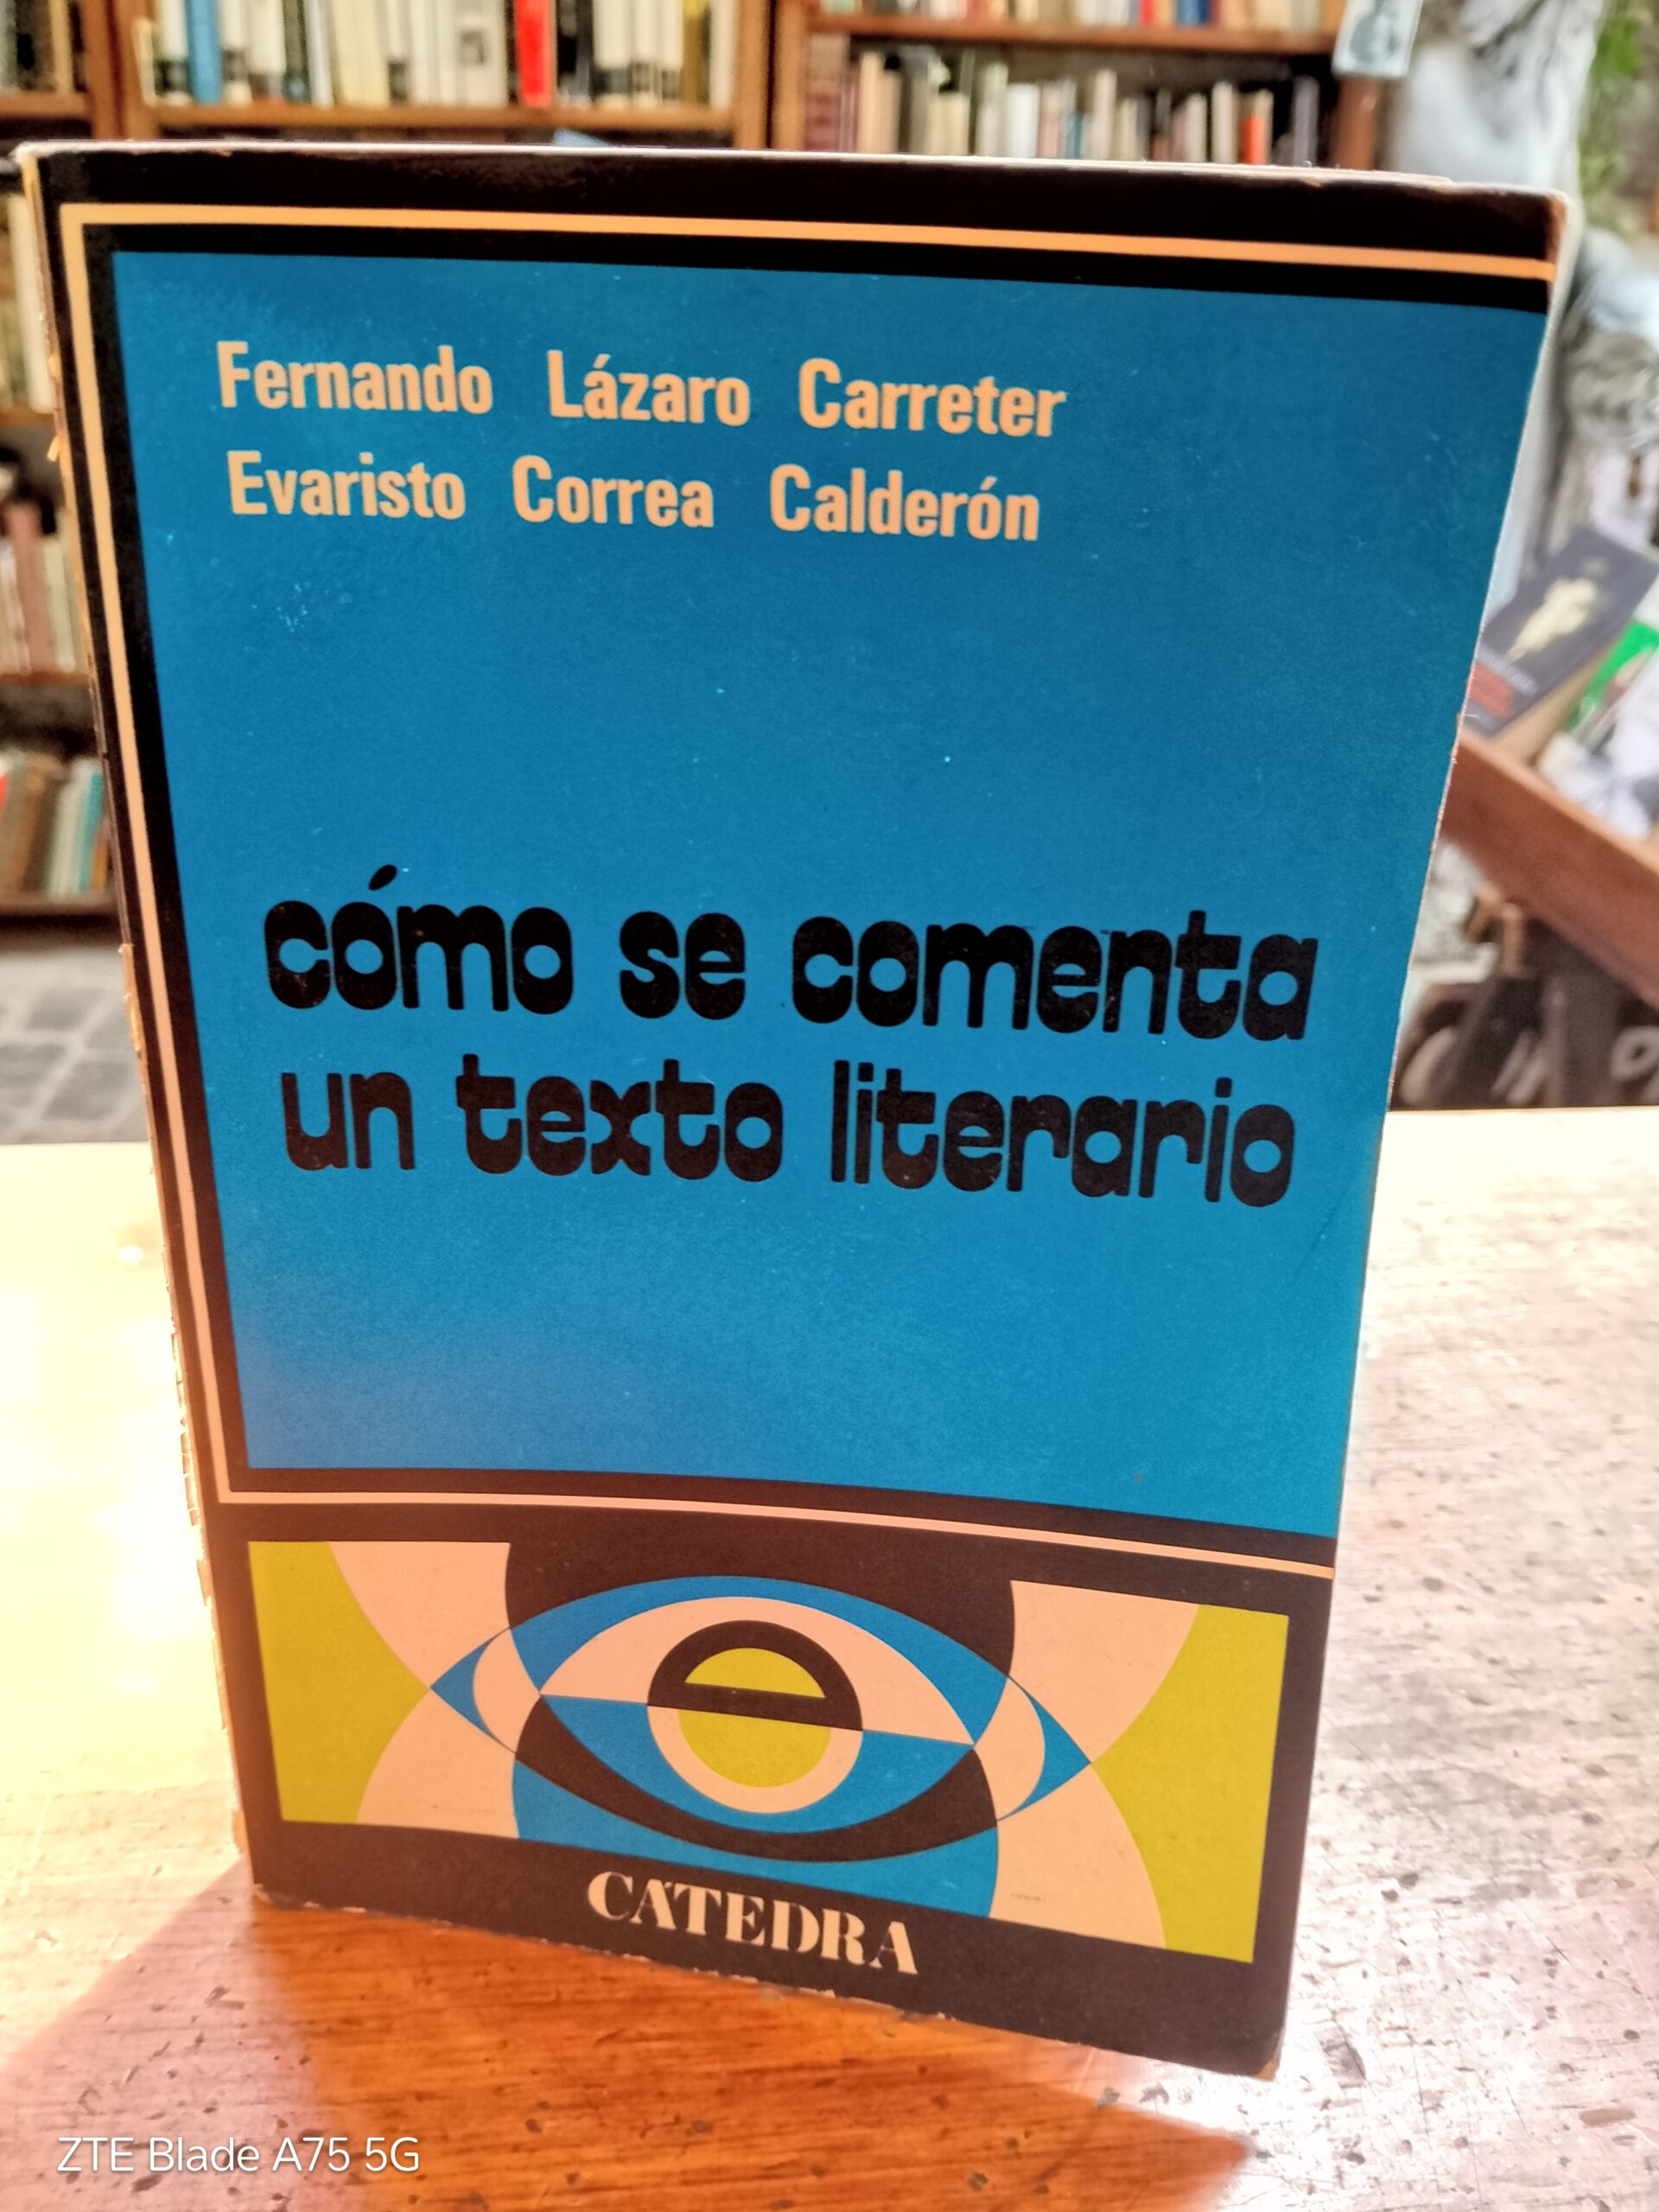 Fernando Lázaro Carreter
Evaristo Correa Calderón
cómo se comenta
un texto literario
CATEDRA
ZTE Blade A75 5G